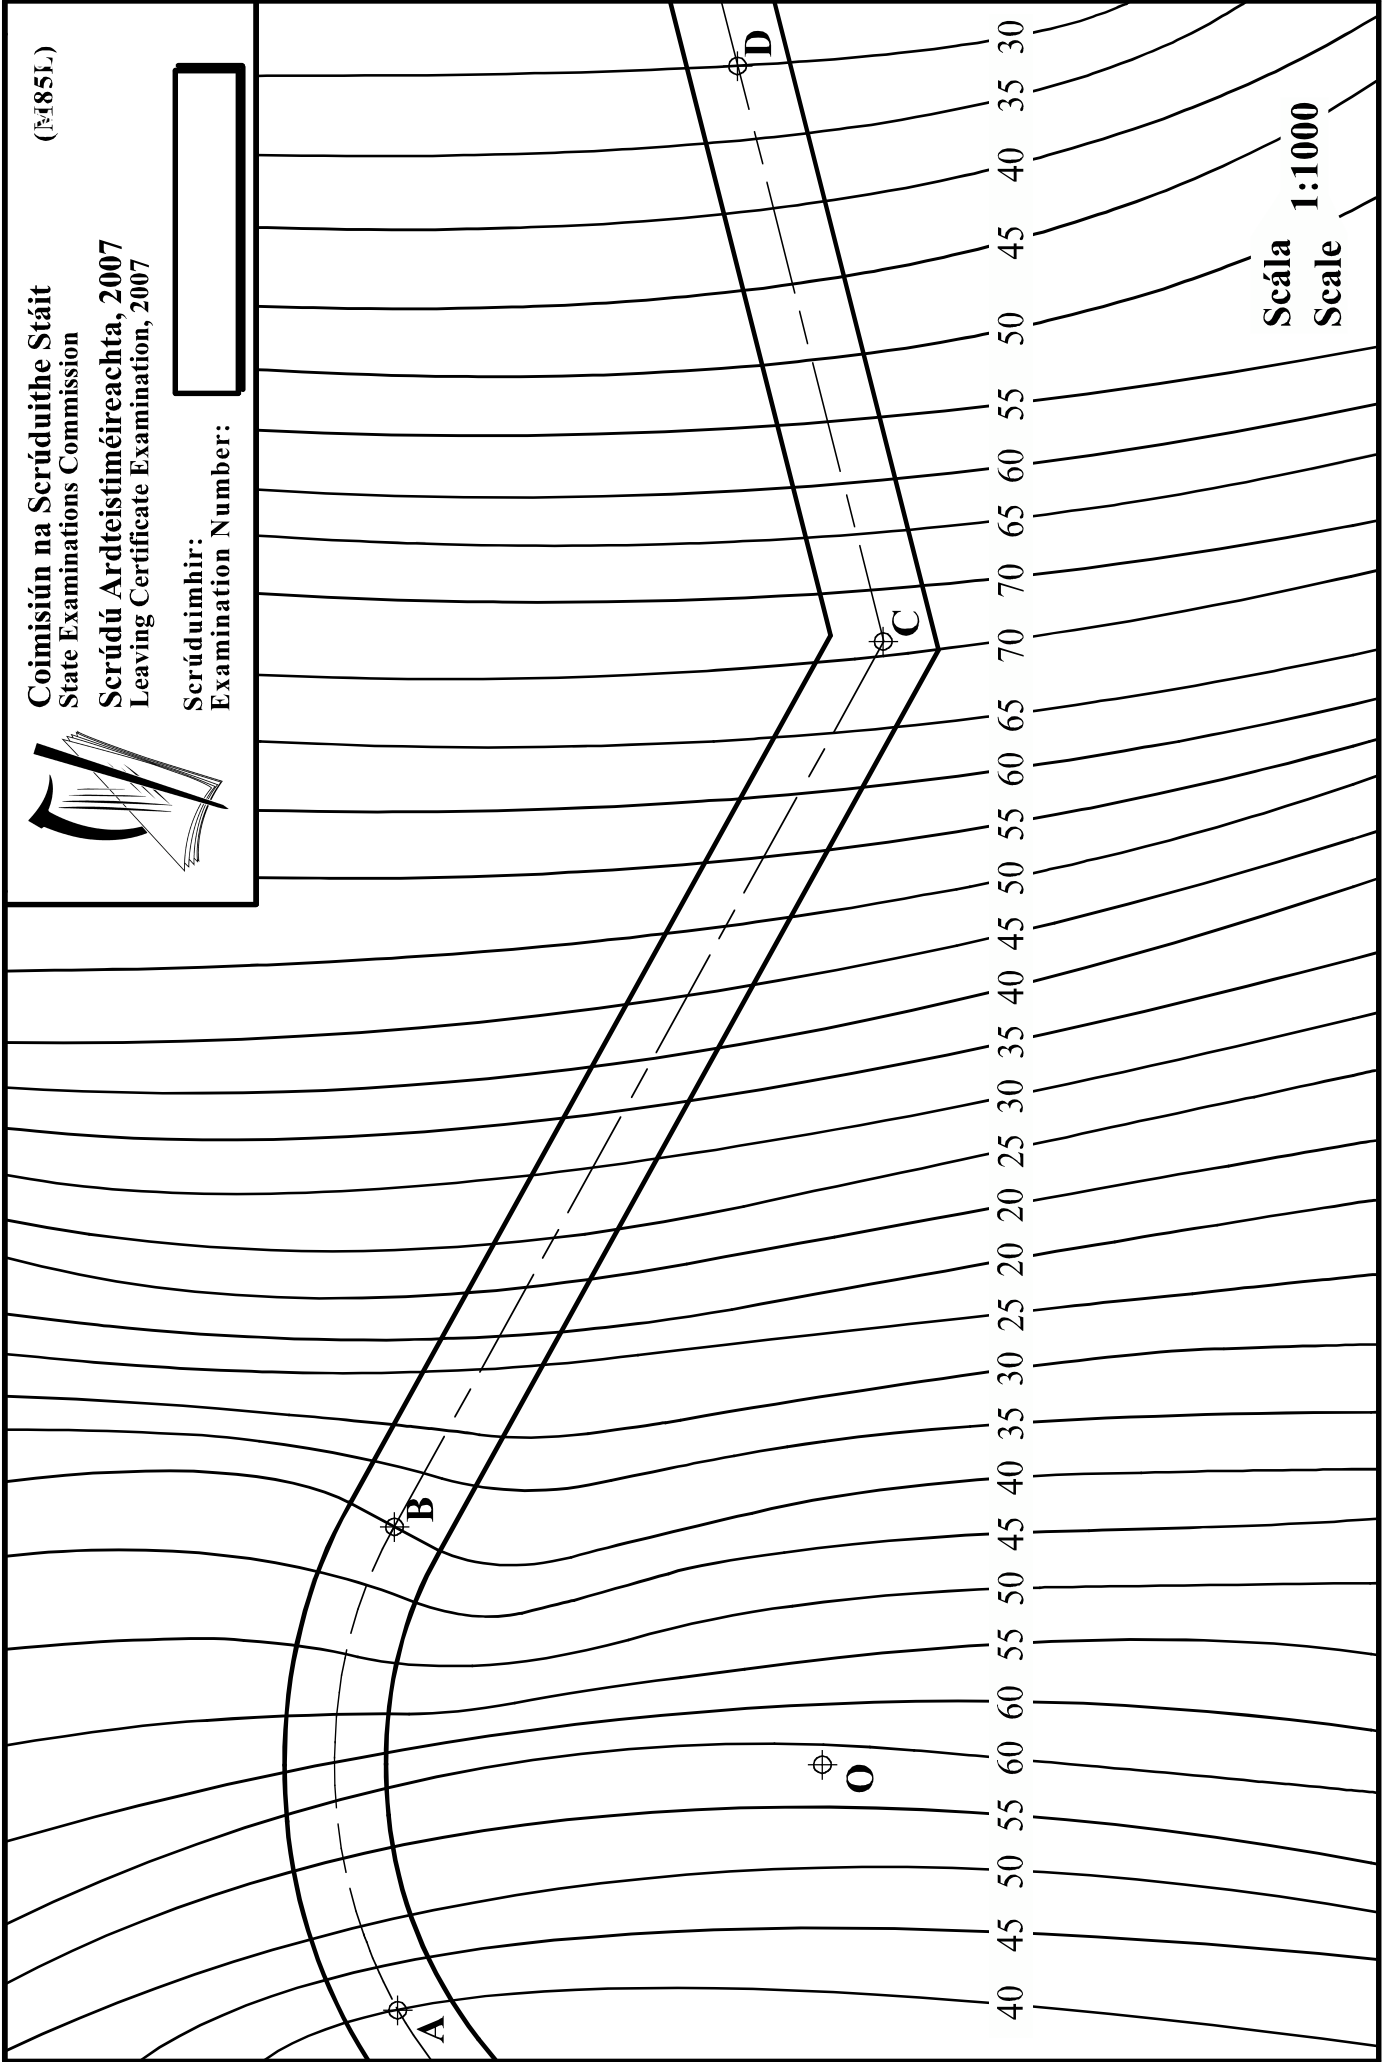 Coimisiún na Scrúduithe Stáit
State Examinations Commission
(M85L)
Scrúdú Ardteistiméireachta, 2007
Leaving Certificate Examination, 2007
Scrúduimhir:
Examination Number:
A
B
C
D
O
40
45
50
55
60
60
55
50
45
40
35
30
25
20
20
25
30
35
40
45
50
55
60
65
70
70
65
60
55
50
45
40
35
30
Scála
Scale
1:1000